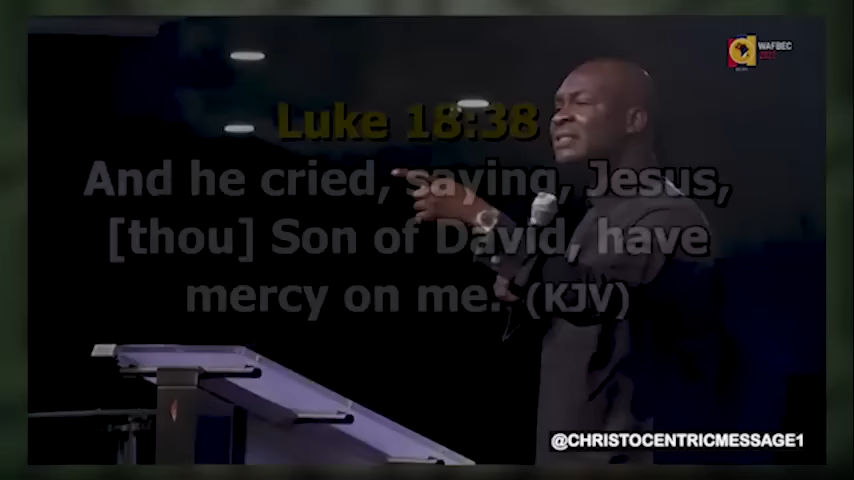 WAFBEC
Luke 18:38
And he cried, saying, Jesus,
[thou] Son of David, have
mercy on me. (KJV)
@CHRISTOCENTRICMESSAGE1